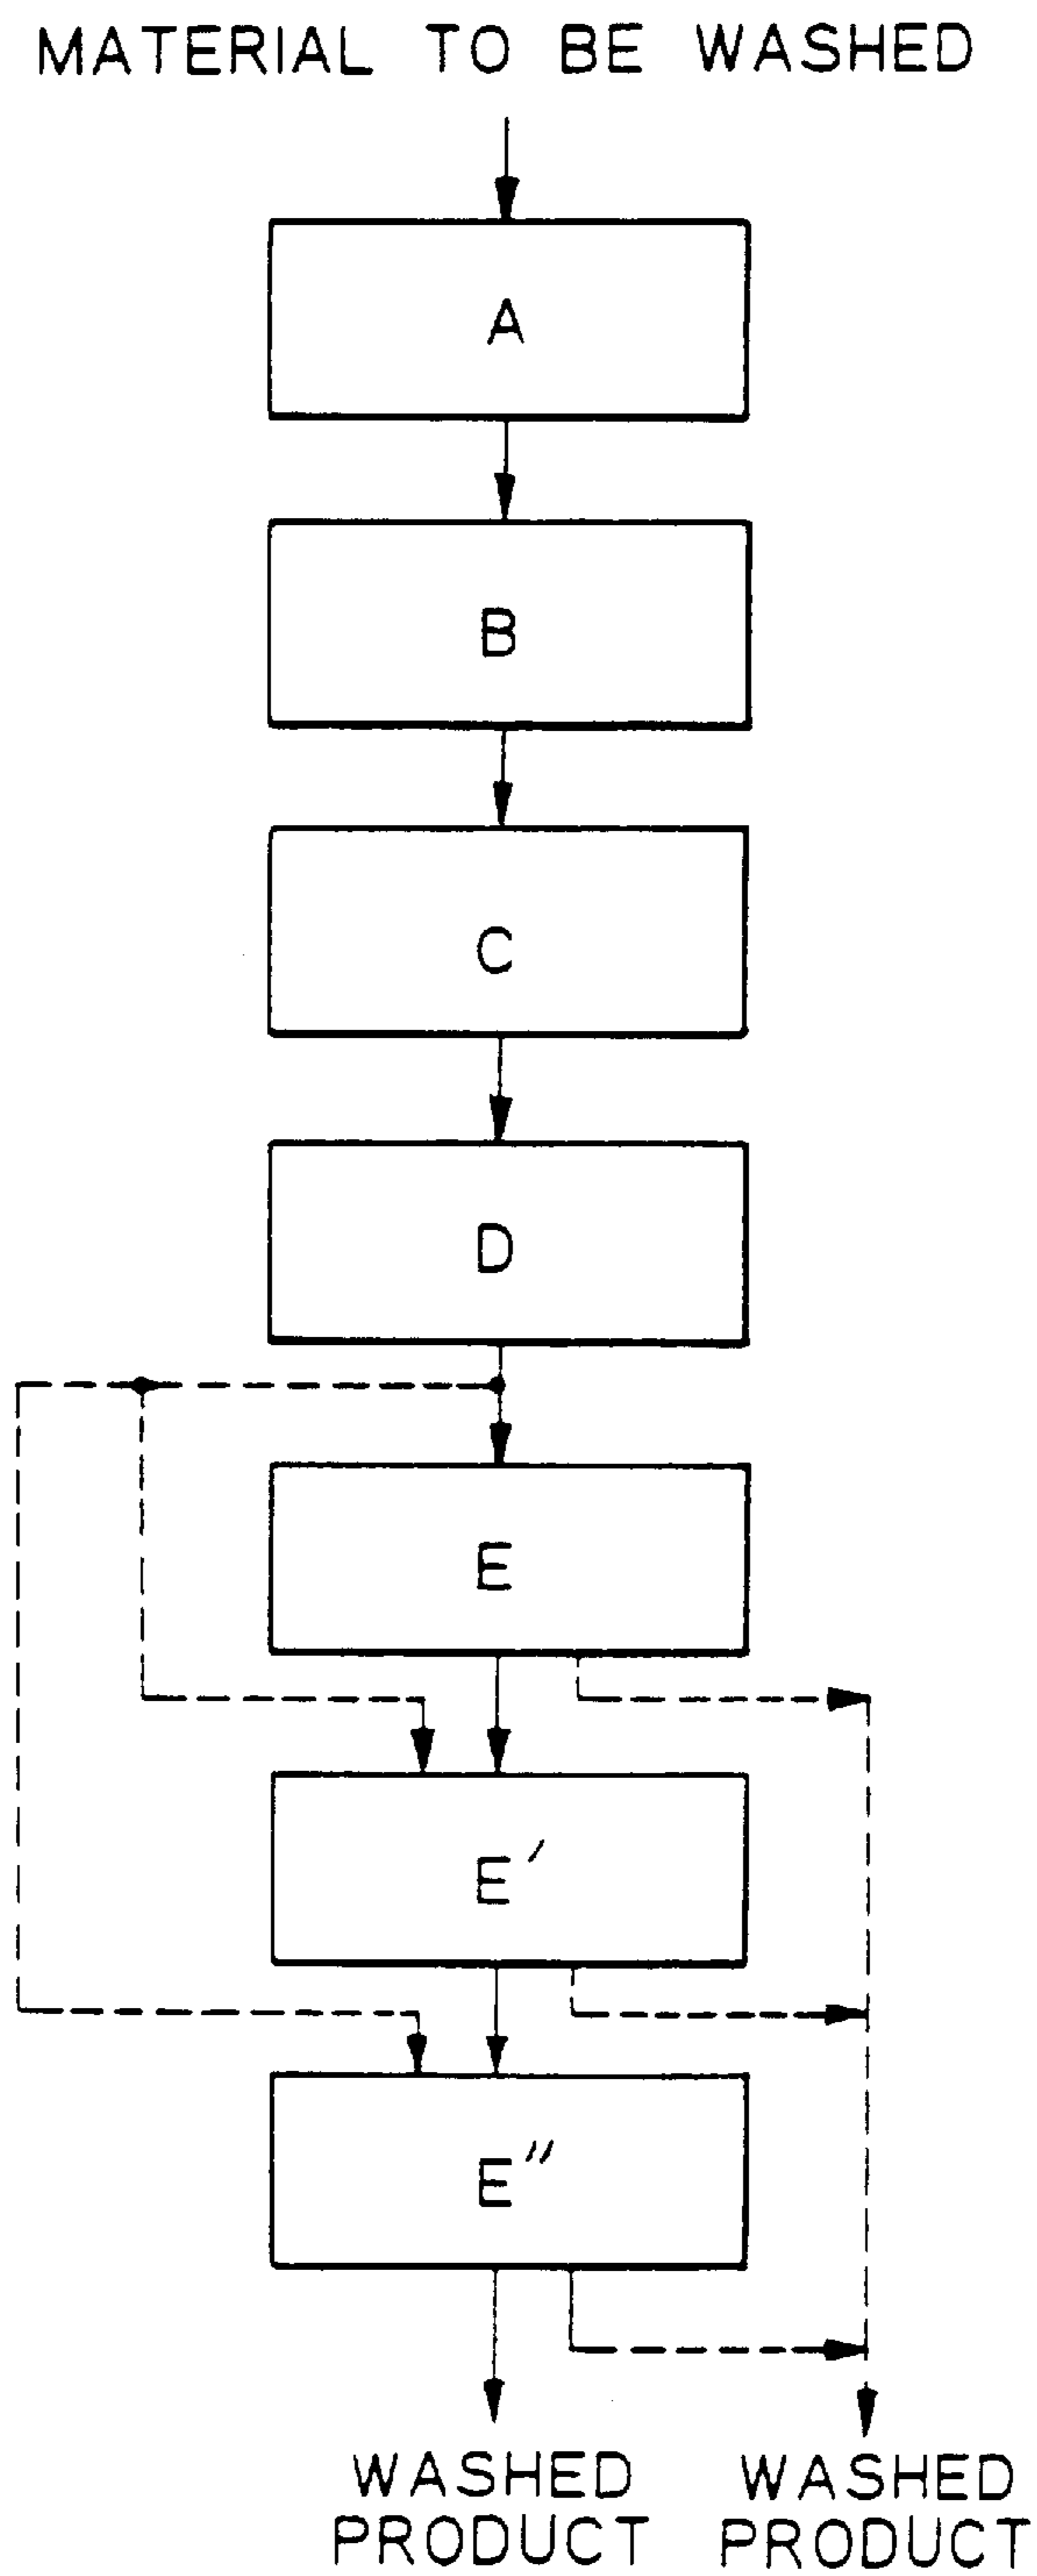 MATERIAL TO BE WASHED
A
B
C
D
E
E′
E″
WASHED WASHED
PRODUCT PRODUCT